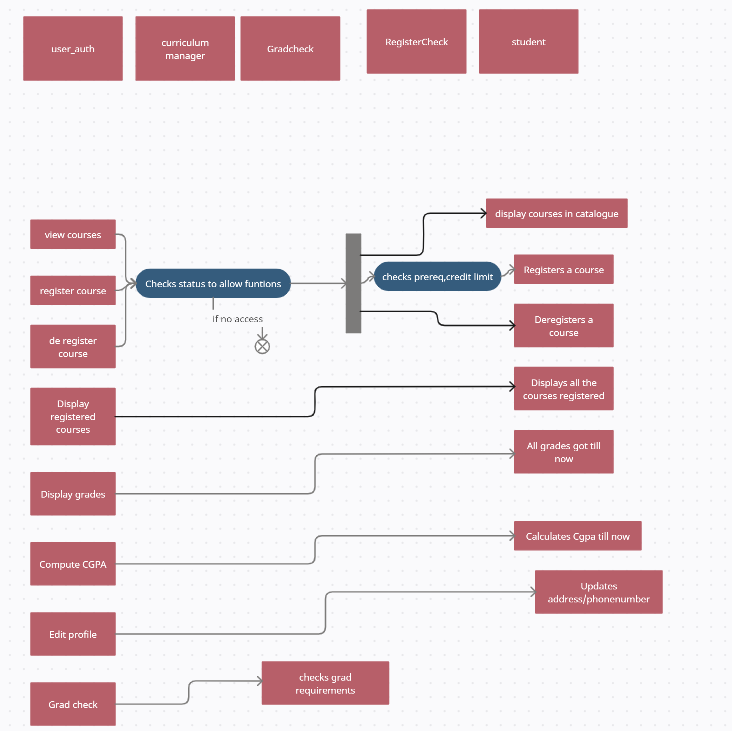 user_auth
curriculum
manager
Gradcheck
RegisterCheck
student
view courses
register course
de register
course
Display
registered
courses
Display grades
Compute CGPA
Edit profile
Grad check
Checks status to allow funtions
if no access
checks prereq,credit limit
display courses in catalogue
Registers a course
Deregisters a
course
Displays all the
courses registered
All grades got till
now
Calculates Cgpa till now
Updates
address/phonenumber
checks grad
requirements